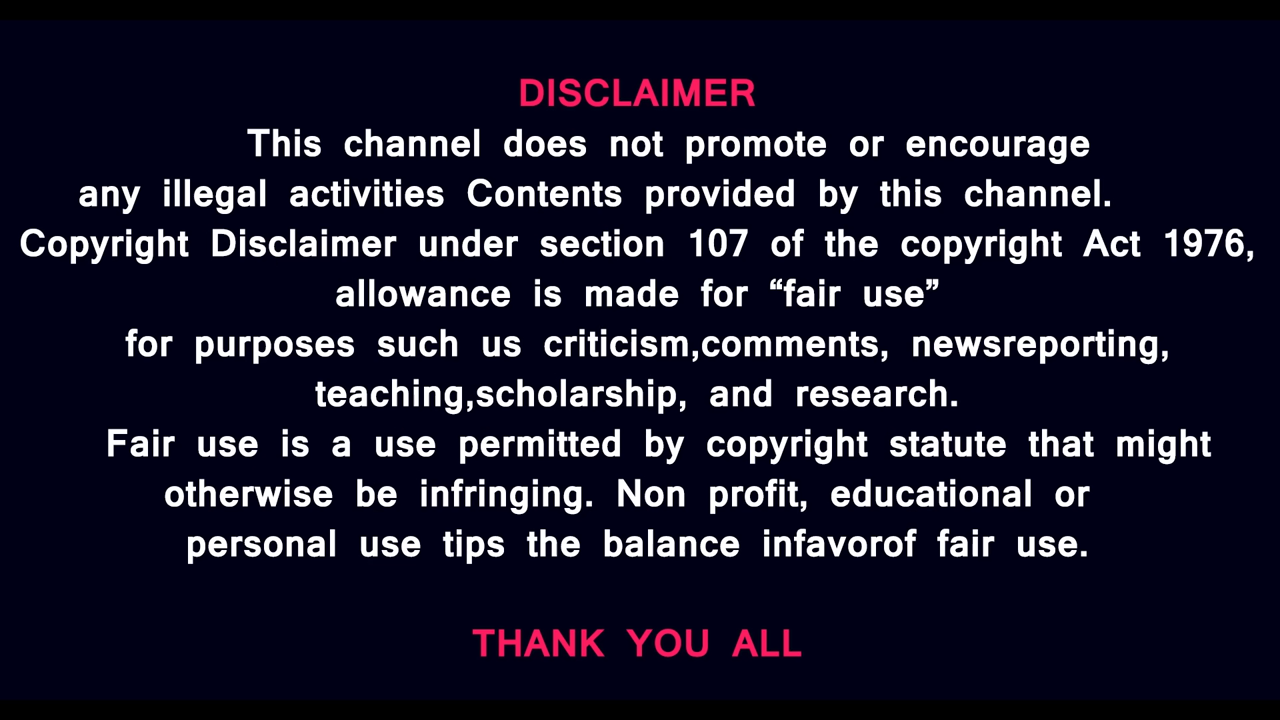 DISCLAIMER
This channel does not promote or encourage
any illegal activities Contents provided by this channel.
Copyright Disclaimer under section 107 of the copyright Act 1976,
allowance is made for “fair use”
for purposes such us criticism,comments, newsreporting,
teaching,scholarship, and research.
Fair use is a use permitted by copyright statute that might
otherwise be infringing. Non profit, educational or
personal use tips the balance infavorof fair use.
THANK YOU ALL